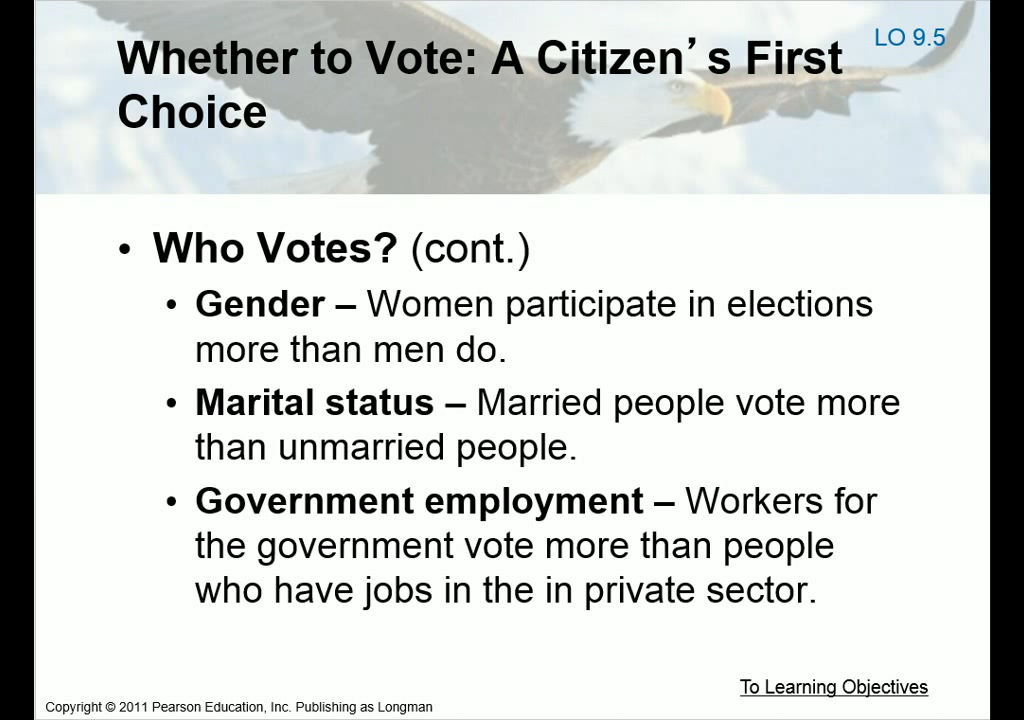 LO 9.5
Whether to Vote: A Citizen’s First
Choice
• Who Votes? (cont.)
• Gender – Women participate in elections
more than men do.
• Marital status – Married people vote more
than unmarried people.
• Government employment – Workers for
the government vote more than people
who have jobs in the in private sector.
To Learning Objectives
Copyright © 2011 Pearson Education, Inc. Publishing as Longman